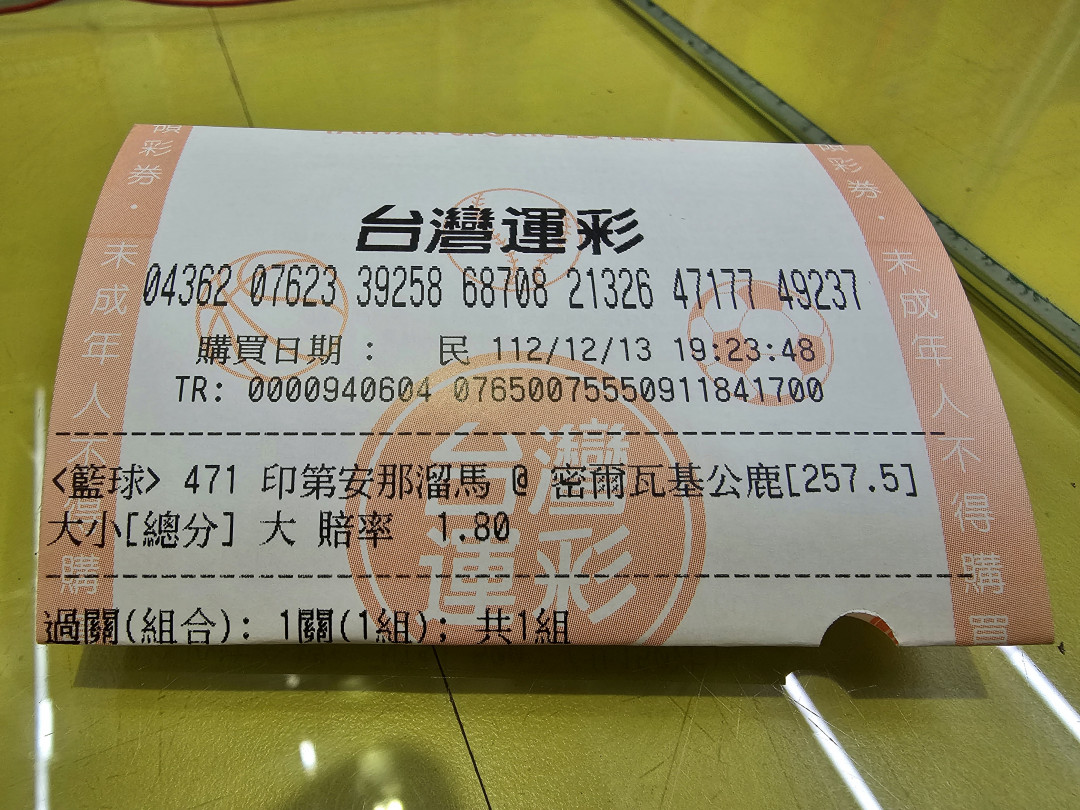 台灣運彩
04362 07623 39258 68708 21326 47177 49237
購買日期： 民 112/12/13 19:23:48
TR: 0000940604 07650075550911841700
<籃球> 471 印第安那溜馬 @ 密爾瓦基公鹿[257.5]
大小[總分] 大 賠率 1.80
過關(組合): 1關(1組); 共1組
台灣
運彩
彩券・未成年人不得購
彩券・未成年人不得購買